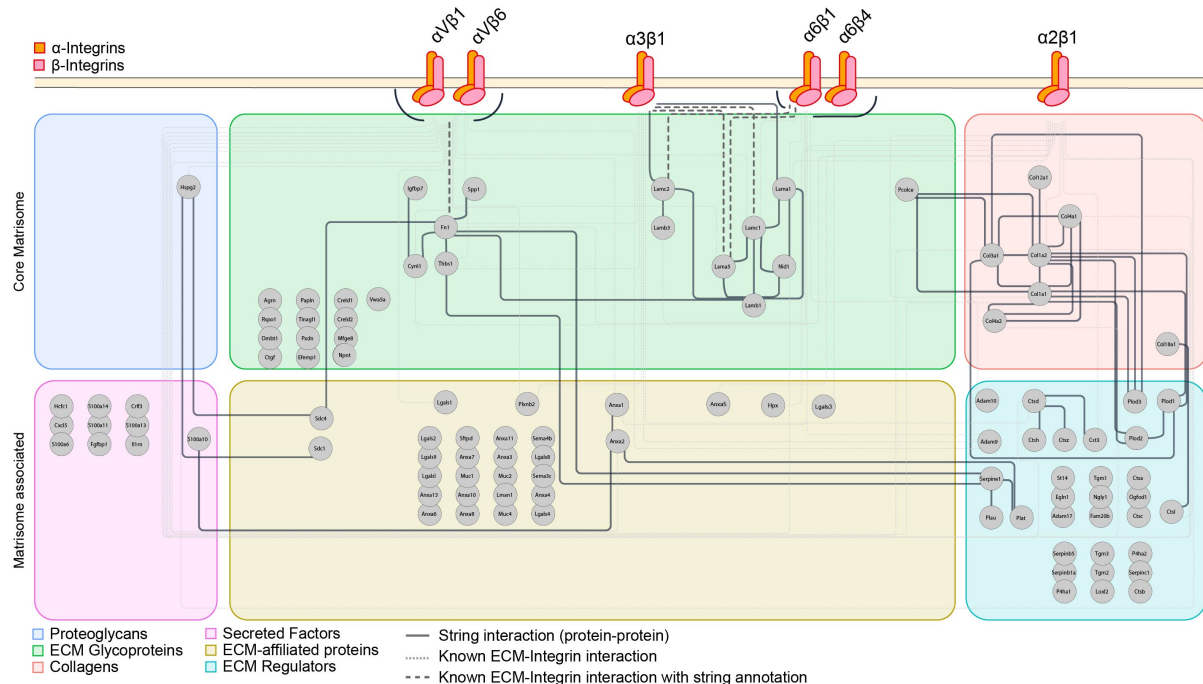 αVβ1
αVβ6
α3β1
α6β1
α6β4
α2β1
α-Integrins
β-Integrins
Core Matrisome
Matrisome associated
Hspg2
Igfbp7
Spp1
Fn1
Cyr61
Thbs1
Agrn
Papln
Creld1
Vwa5a
Rspo1
Tinagl1
Creld2
Dmbt1
Pxdn
Mfge8
Ctgf
Efemp1
Npnt
Lamc2
Lama1
Lamb3
Lamc1
Lama5
Nid1
Lamb1
Pcolce
Col12a1
Col4a1
Col3a1
Col1a2
Col1a1
Col4a2
Col18a1
Hcfc1
S100a14
Crlf3
Cxcl5
S100a11
S100a13
S100a6
Fgfbp1
Il1rn
S100a10
Sdc4
Sdc1
Lgals1
Plxnb2
Anxa1
Anxa5
Hpx
Lgals3
Anxa2
Lgals2
Sftpd
Anxa11
Sema4b
Lgals9
Anxa7
Anxa3
Lgals8
Muc1
Muc2
Sema3c
Anxa13
Anxa10
Lman1
Anxa4
Anxa6
Anxa8
Muc4
Lgals4
Adam10
Ctsd
Plod3
Plod1
Adam9
Ctsh
Ctsz
Cst3
Plod2
Serpine1
St14
Tgm1
Ctsa
Egln1
Ngly1
Ogfod1
Plau
Plat
Adam17
Fam20b
Ctsc
Ctsl
Serpinb5
Tgm3
P4ha2
Serpinb1a
Tgm2
Serpinc1
P4ha1
Loxl2
Ctsb
Proteoglycans
ECM Glycoproteins
Collagens
Secreted Factors
ECM-affiliated proteins
ECM Regulators
String interaction (protein-protein)
Known ECM-Integrin interaction
Known ECM-Integrin interaction with string annotation